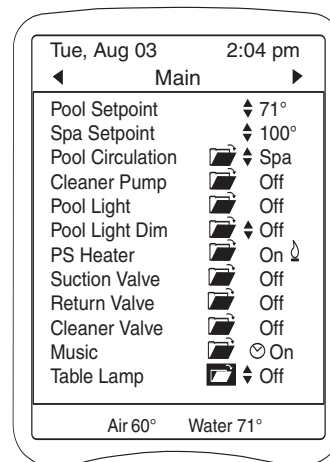 Tue, Aug 03 2:04 pm
Main
Pool Setpoint 71°
Spa Setpoint 100°
Pool Circulation Spa
Cleaner Pump Off
Pool Light Off
Pool Light Dim Off
PS Heater On
Suction Valve Off
Return Valve Off
Cleaner Valve Off
Music On
Table Lamp Off
Air 60° Water 71°